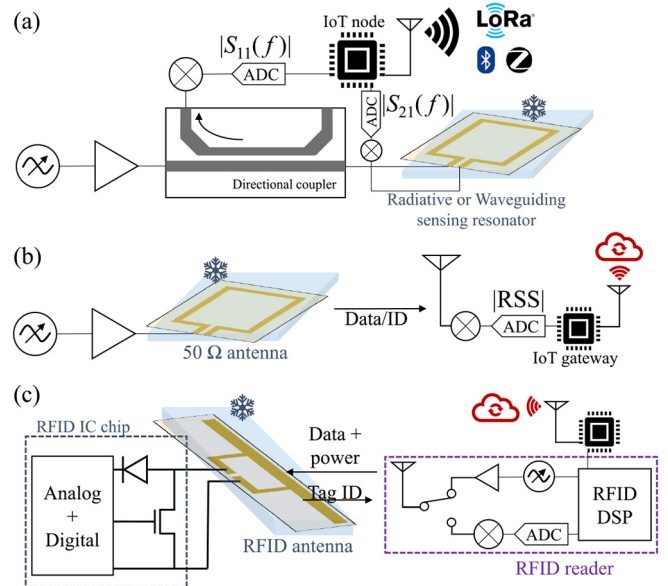 (a)
IoT node
LoRa®
|S11(f)|
ADC
ADC
|S21(f)|
Directional coupler
Radiative or Waveguiding
sensing resonator
(b)
50 Ω antenna
Data/ID
|RSS|
ADC
IoT gateway
(c)
RFID IC chip
Analog
+
Digital
RFID antenna
Data +
power
Tag ID
RFID
DSP
ADC
RFID reader